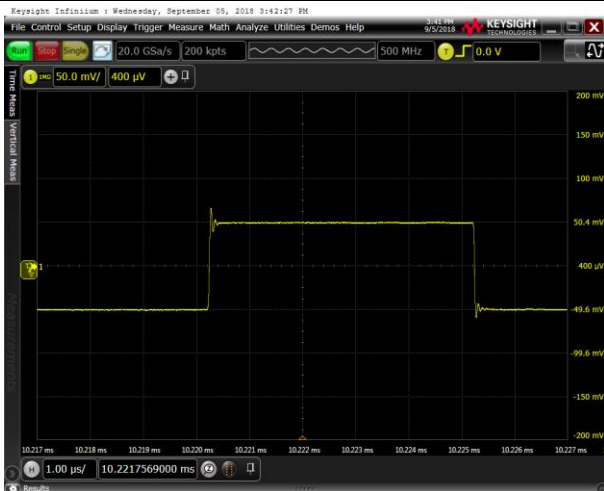 Keysight Infiniium : Wednesday, September 05, 2018 3:42:27 PM
File Control Setup Display Trigger Measure Math Analyze Utilities Demos Help
3:41 PM
9/5/2018
KEYSIGHT
TECHNOLOGIES
Run Stop Single 20.0 GSa/s 200 kpts 500 MHz T 0.0 V
1 1MΩ 50.0 mV/ 400 µV
Time Meas
Vertical Meas
Measurements
200 mV
150 mV
100 mV
50.4 mV
1 400 µV
-49.6 mV
-99.6 mV
-150 mV
-200 mV
10.217 ms 10.218 ms 10.219 ms 10.220 ms 10.221 ms 10.222 ms 10.223 ms 10.224 ms 10.225 ms 10.226 ms 10.227 ms
H 1.00 µs/ 10.2217569000 ms
Results